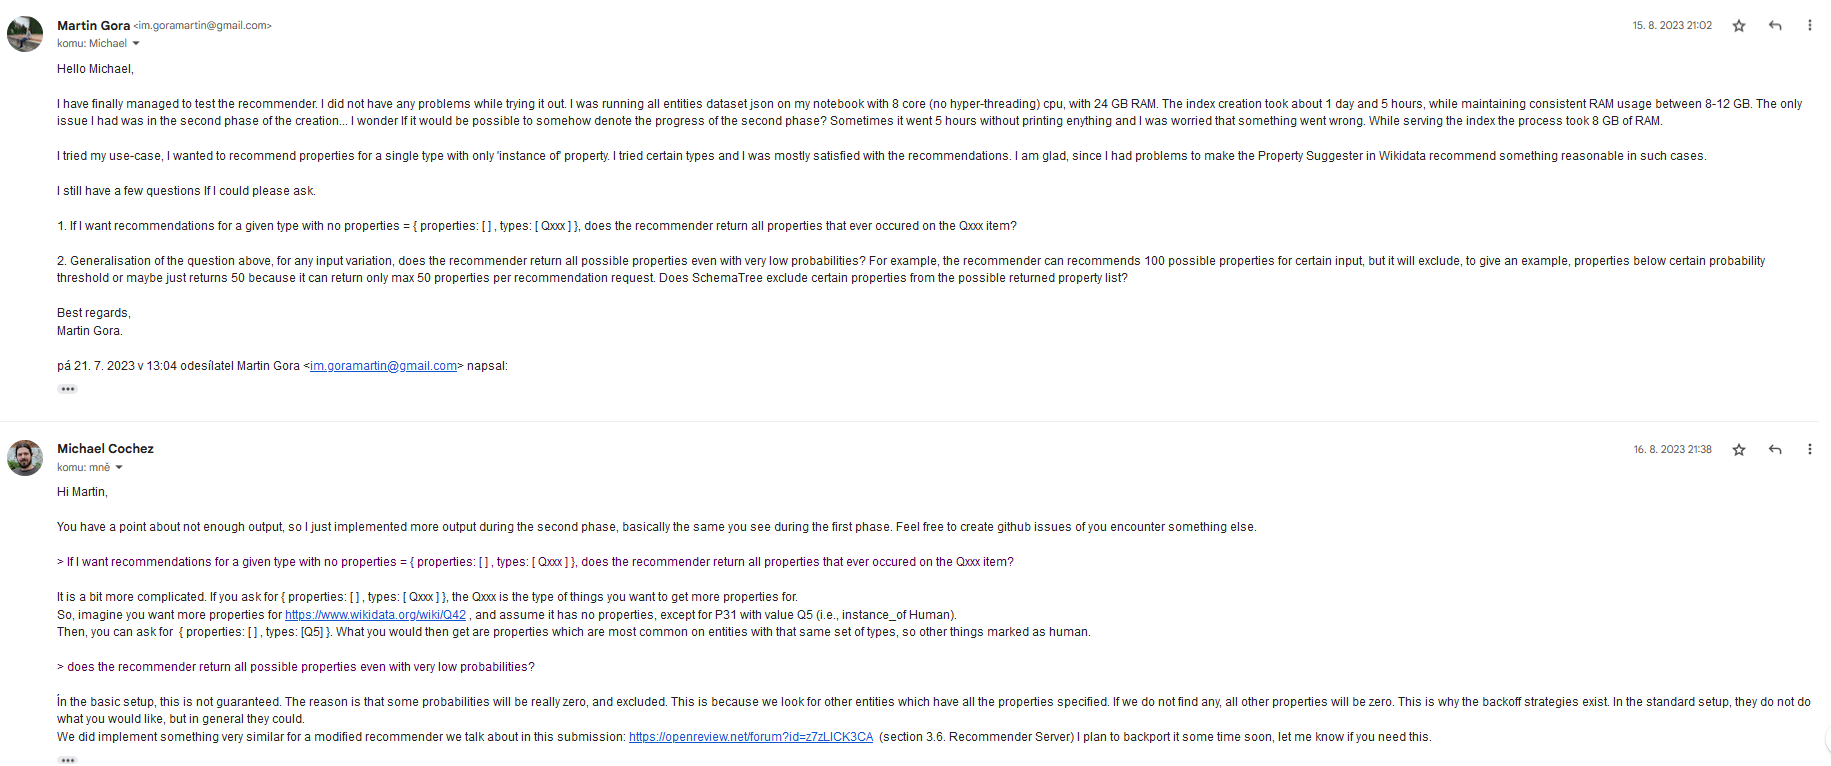 Martin Gora <im.goramartin@gmail.com>
15. 8. 2023 21:02
komu: Michael
Hello Michael,
I have finally managed to test the recommender. I did not have any problems while trying it out. I was running all entities dataset json on my notebook with 8 core (no hyper-threading) cpu, with 24 GB RAM. The index creation took about 1 day and 5 hours, while maintaining consistent RAM usage between 8-12 GB. The only
issue I had was in the second phase of the creation... I wonder If it would be possible to somehow denote the progress of the second phase? Sometimes it went 5 hours without printing enything and I was worried that something went wrong. While serving the index the process took 8 GB of RAM.
I tried my use-case, I wanted to recommend properties for a single type with only 'instance of' property. I tried certain types and I was mostly satisfied with the recommendations. I am glad, since I had problems to make the Property Suggester in Wikidata recommend something reasonable in such cases.
I still have a few questions If I could please ask.
1. If I want recommendations for a given type with no properties = { properties: [ ] , types: [ Qxxx ] }, does the recommender return all properties that ever occured on the Qxxx item?
2. Generalisation of the question above, for any input variation, does the recommender return all possible properties even with very low probabilities? For example, the recommender can recommends 100 possible properties for certain input, but it will exclude, to give an example, properties below certain probability
threshold or maybe just returns 50 because it can return only max 50 properties per recommendation request. Does SchemaTree exclude certain properties from the possible returned property list?
Best regards,
Martin Gora.
pá 21. 7. 2023 v 13:04 odesílatel Martin Gora <im.goramartin@gmail.com> napsal:
Michael Cochez
16. 8. 2023 21:38
komu: mně
Hi Martin,
You have a point about not enough output, so I just implemented more output during the second phase, basically the same you see during the first phase. Feel free to create github issues of you encounter something else.
> If I want recommendations for a given type with no properties = { properties: [ ] , types: [ Qxxx ] }, does the recommender return all properties that ever occured on the Qxxx item?
It is a bit more complicated. If you ask for { properties: [ ] , types: [ Qxxx ] }, the Qxxx is the type of things you want to get more properties for.
So, imagine you want more properties for https://www.wikidata.org/wiki/Q42 , and assume it has no properties, except for P31 with value Q5 (i.e., instance_of Human).
Then, you can ask for { properties: [ ] , types: [Q5] }. What you would then get are properties which are most common on entities with that same set of types, so other things marked as human.
> does the recommender return all possible properties even with very low probabilities?
Ín the basic setup, this is not guaranteed. The reason is that some probabilities will be really zero, and excluded. This is because we look for other entities which have all the properties specified. If we do not find any, all other properties will be zero. This is why the backoff strategies exist. In the standard setup, they do not do
what you would like, but in general they could.
We did implement something very similar for a modified recommender we talk about in this submission: https://openreview.net/forum?id=z7zLICK3CA (section 3.6. Recommender Server) I plan to backport it some time soon, let me know if you need this.